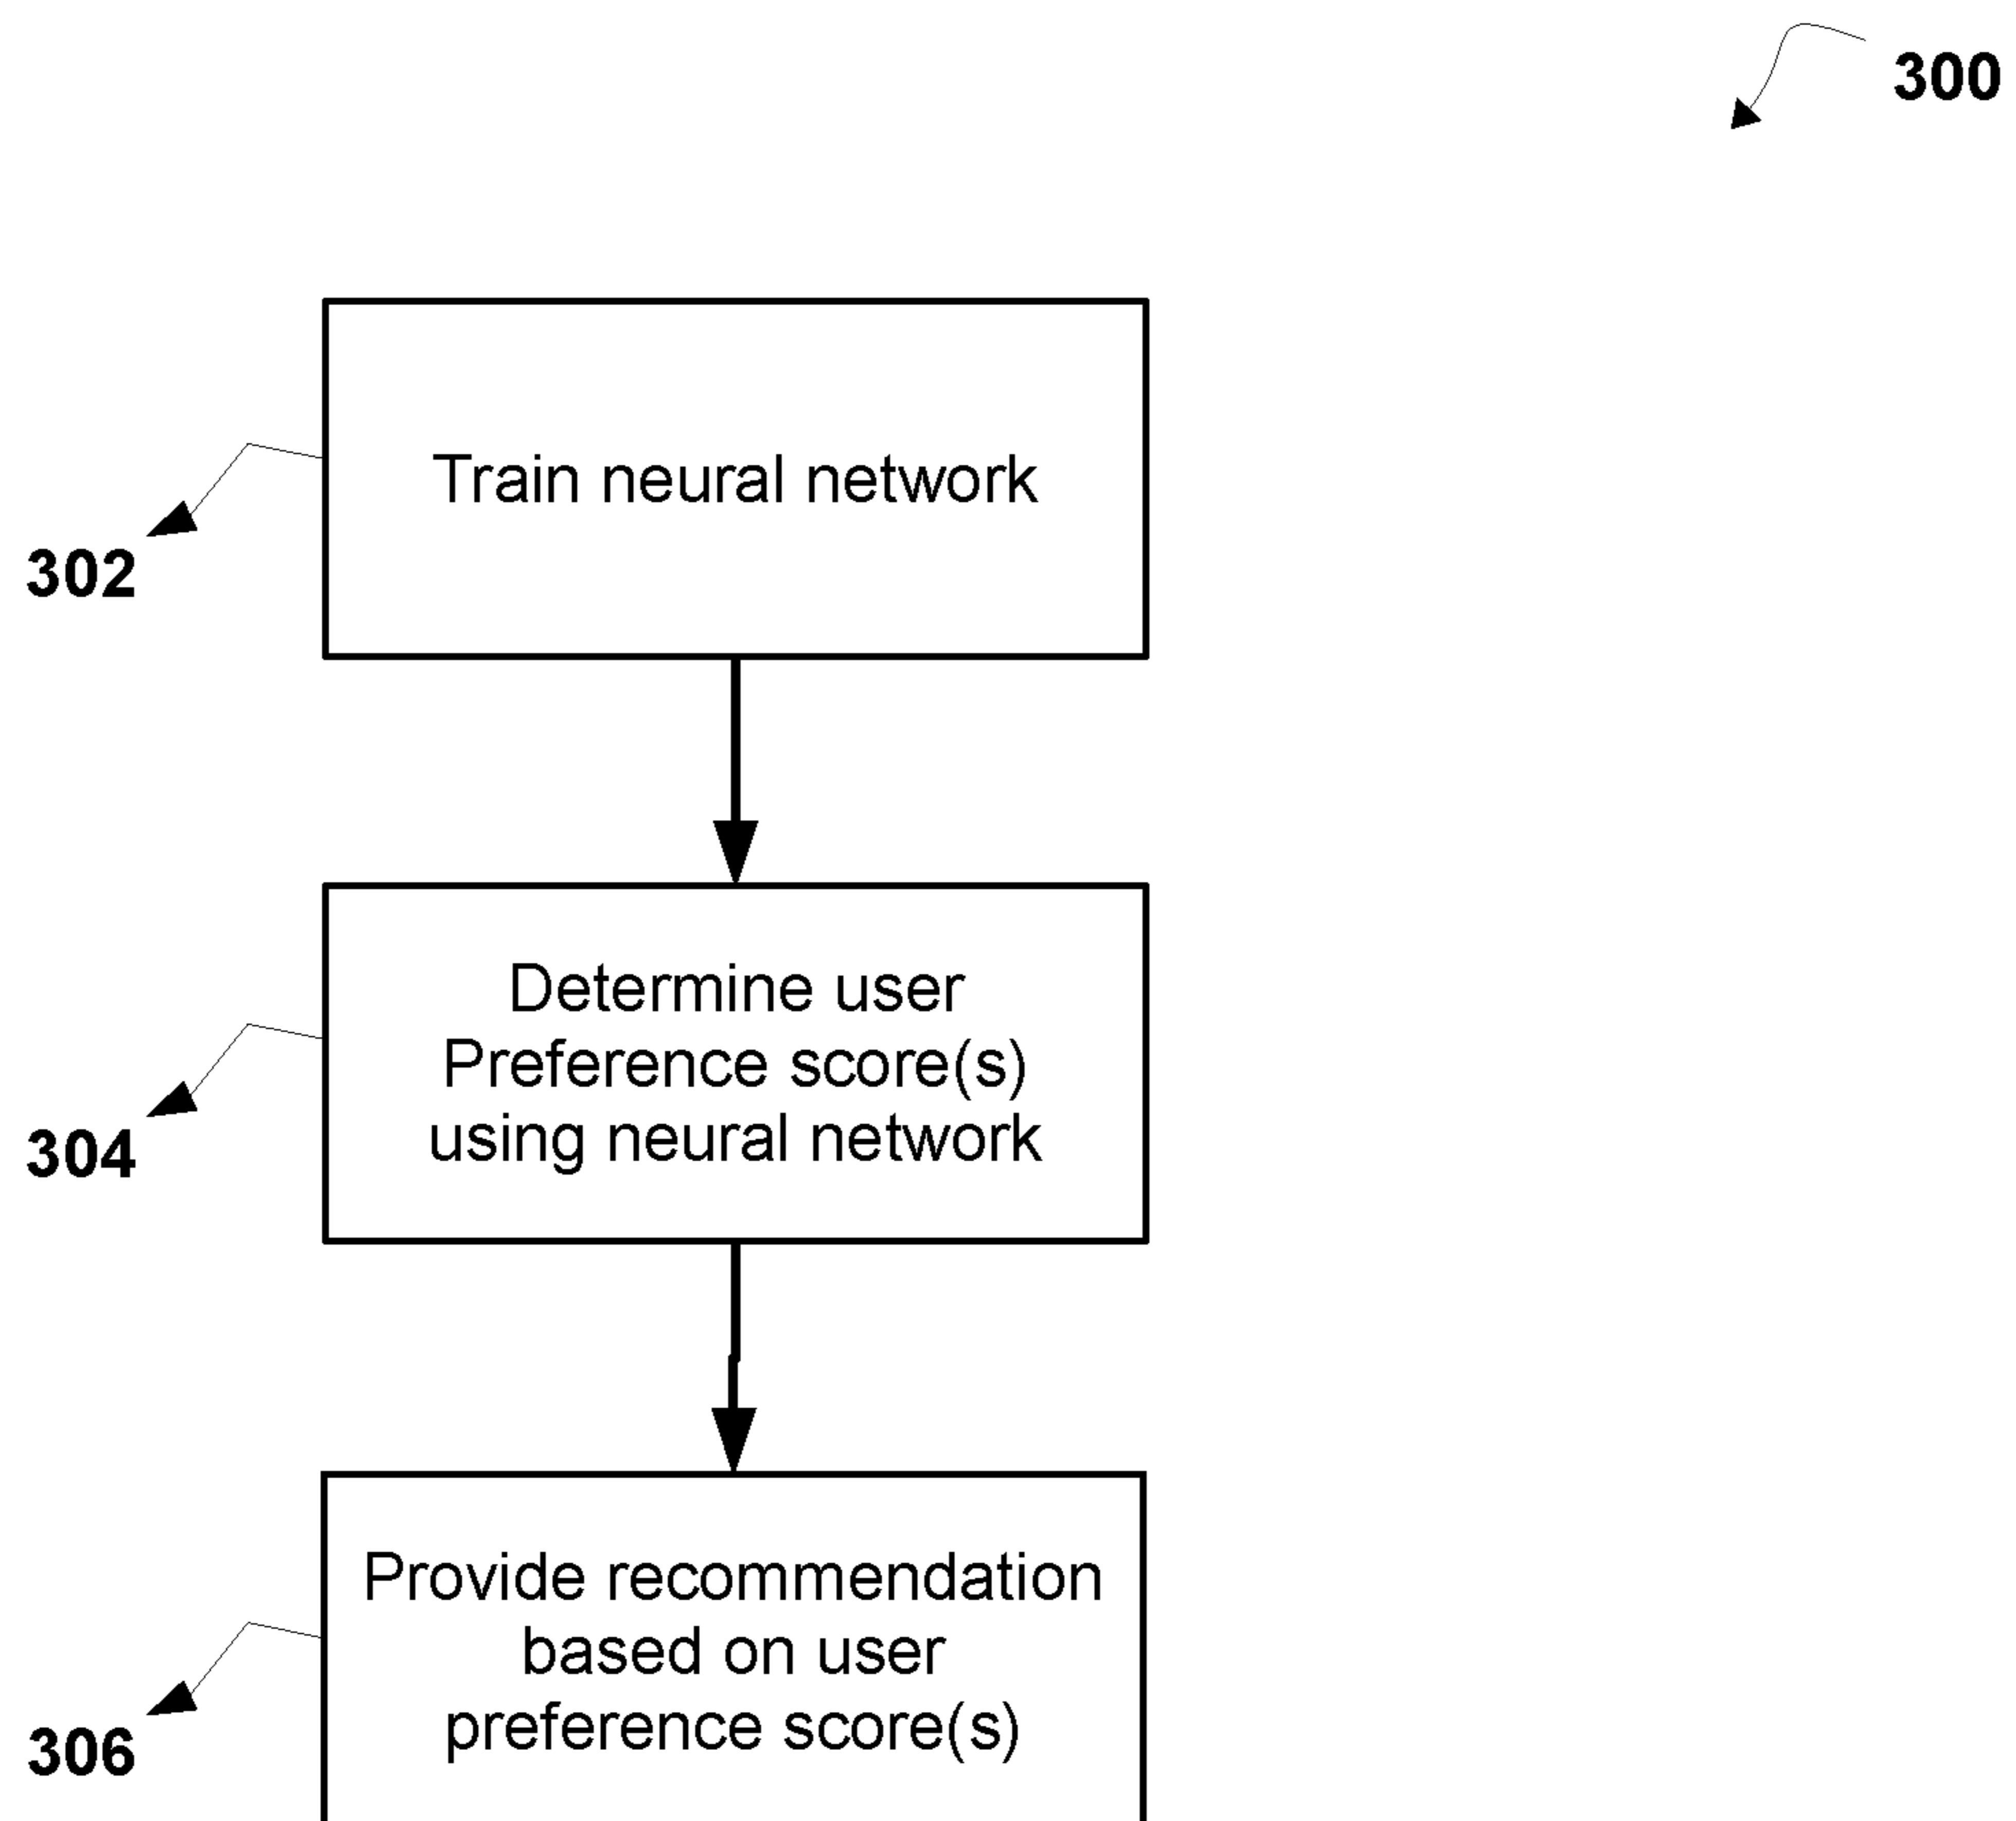 300
Train neural network
302
Determine user
Preference score(s)
using neural network
304
Provide recommendation
based on user
preference score(s)
306